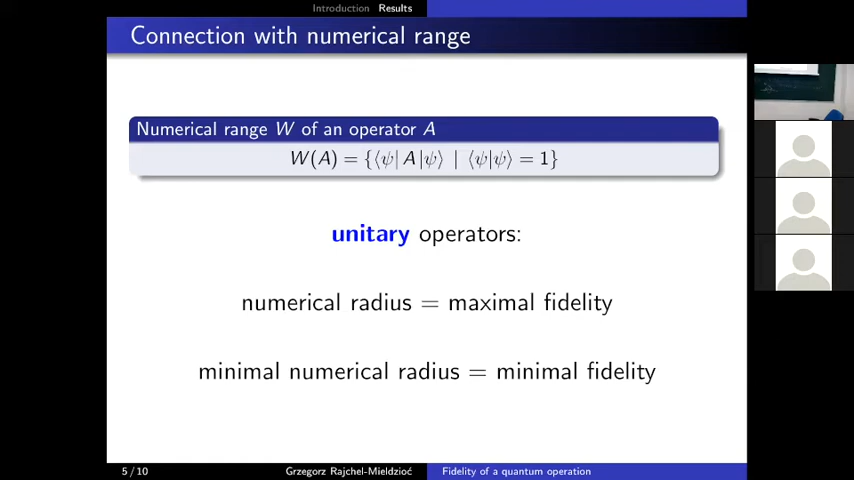 Introduction Results
Connection with numerical range
Numerical range W of an operator A
W(A) = {⟨ψ| A |ψ⟩ | ⟨ψ|ψ⟩ = 1}
unitary operators:
numerical radius = maximal fidelity
minimal numerical radius = minimal fidelity
5 / 10 Grzegorz Rajchel-Mieldzioć Fidelity of a quantum operation